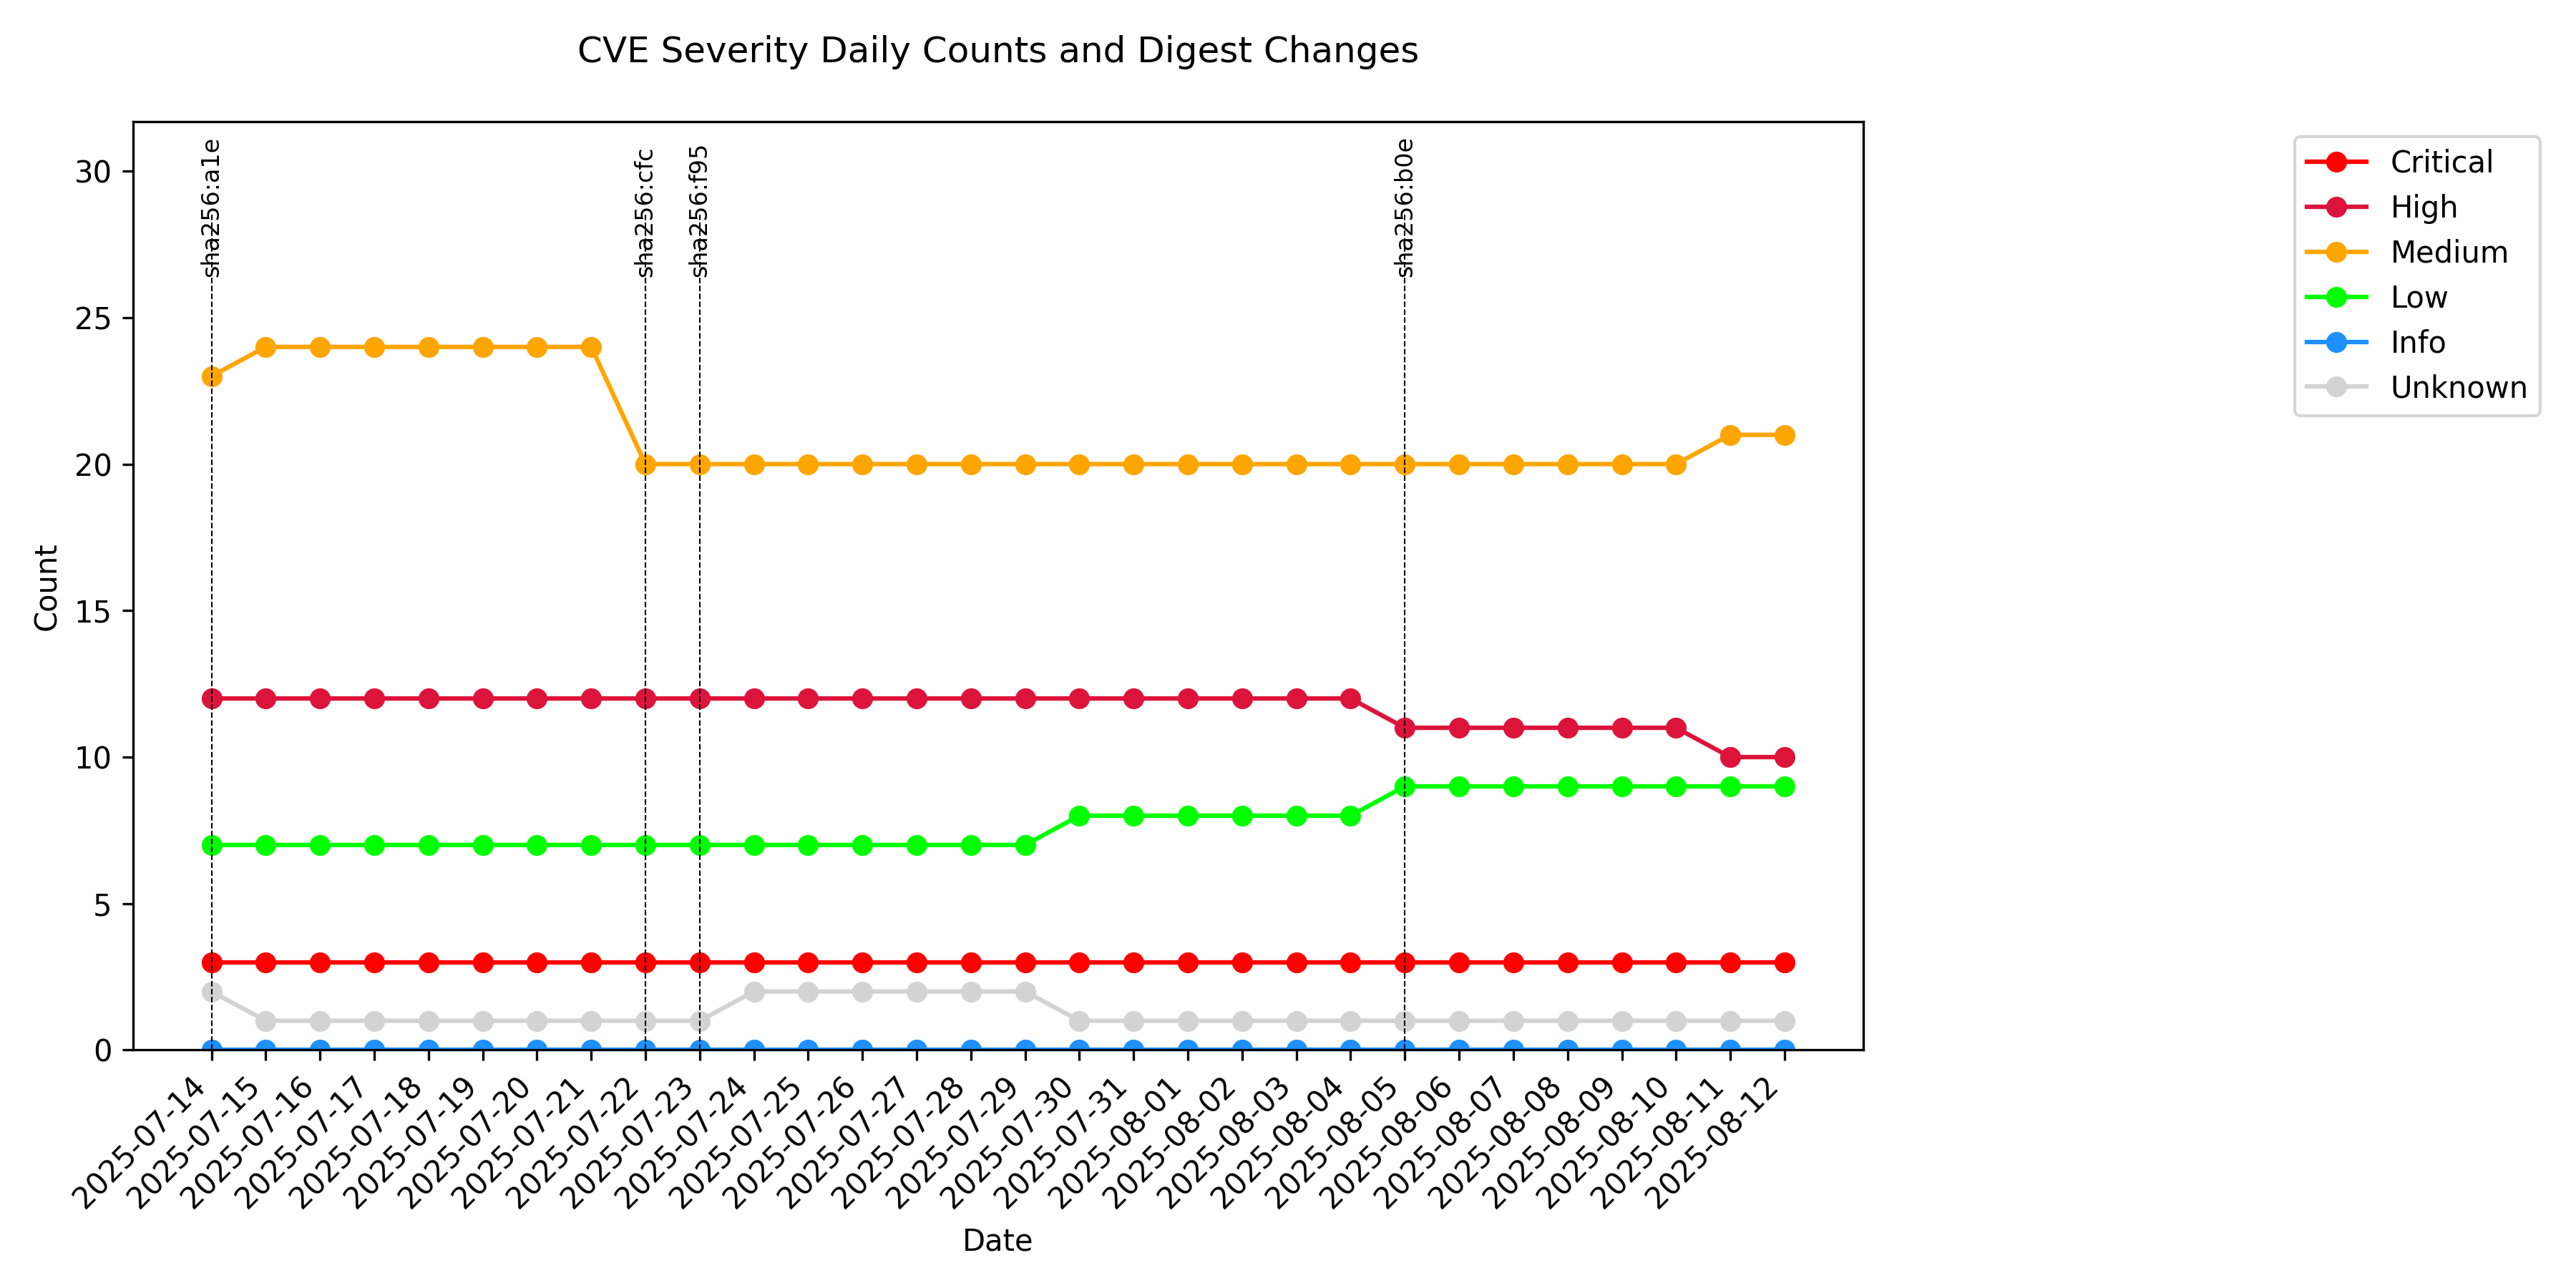 CVE Severity Daily Counts and Digest Changes
sha256:a1e
sha256:cfc
sha256:f95
sha256:b0e
Critical
High
Medium
Low
Info
Unknown
30
25
20
15
10
5
0
Count
2025-07-14
2025-07-15
2025-07-16
2025-07-17
2025-07-18
2025-07-19
2025-07-20
2025-07-21
2025-07-22
2025-07-23
2025-07-24
2025-07-25
2025-07-26
2025-07-27
2025-07-28
2025-07-29
2025-07-30
2025-07-31
2025-08-01
2025-08-02
2025-08-03
2025-08-04
2025-08-05
2025-08-06
2025-08-07
2025-08-08
2025-08-09
2025-08-10
2025-08-11
2025-08-12
Date